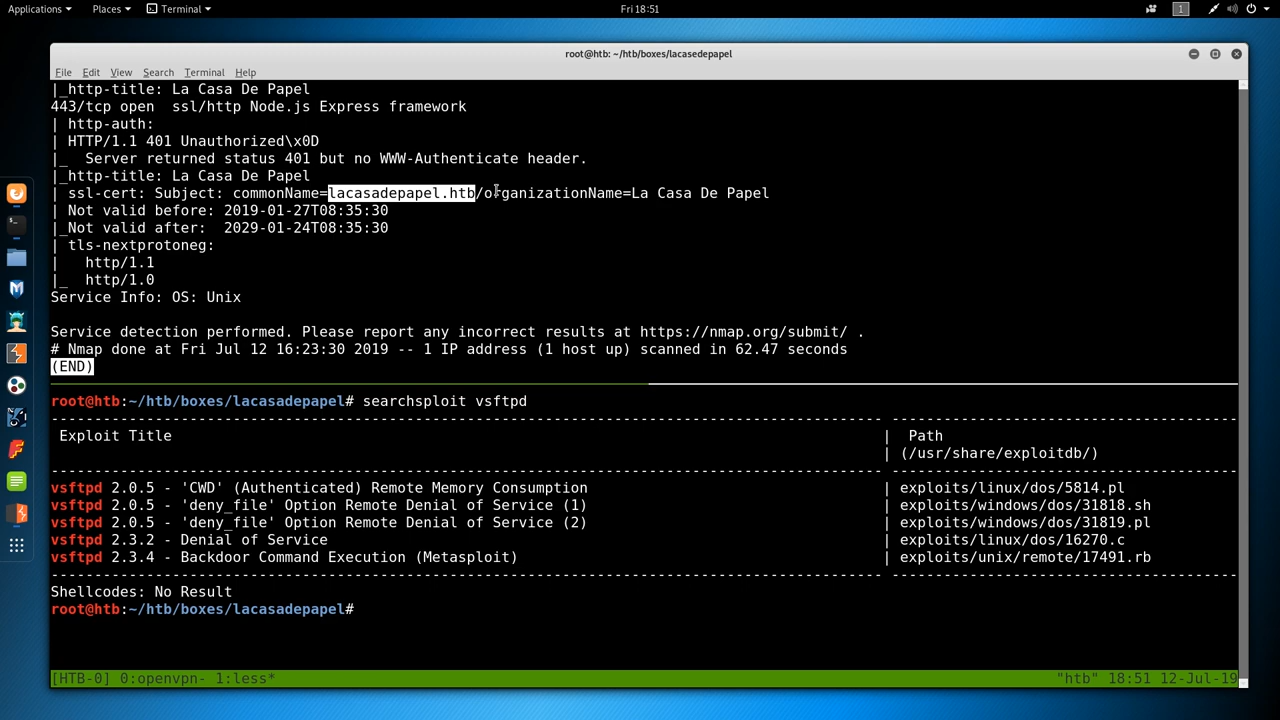 Applications Places Terminal Fri 18:51 1
root@htb: ~/htb/boxes/lacasedepapel
File Edit View Search Terminal Help
|_http-title: La Casa De Papel
443/tcp open  ssl/http Node.js Express framework
| http-auth:
| HTTP/1.1 401 Unauthorized\x0D
|_  Server returned status 401 but no WWW-Authenticate header.
|_http-title: La Casa De Papel
| ssl-cert: Subject: commonName=lacasadepapel.htb/organizationName=La Casa De Papel
| Not valid before: 2019-01-27T08:35:30
|_Not valid after:  2029-01-24T08:35:30
| tls-nextprotoneg:
|   http/1.1
|_  http/1.0
Service Info: OS: Unix
Service detection performed. Please report any incorrect results at https://nmap.org/submit/ .
# Nmap done at Fri Jul 12 16:23:30 2019 -- 1 IP address (1 host up) scanned in 62.47 seconds
(END)
root@htb:~/htb/boxes/lacasadepapel# searchsploit vsftpd
Exploit Title | Path
| (/usr/share/exploitdb/)
vsftpd 2.0.5 - 'CWD' (Authenticated) Remote Memory Consumption | exploits/linux/dos/5814.pl
vsftpd 2.0.5 - 'deny_file' Option Remote Denial of Service (1) | exploits/windows/dos/31818.sh
vsftpd 2.0.5 - 'deny_file' Option Remote Denial of Service (2) | exploits/windows/dos/31819.pl
vsftpd 2.3.2 - Denial of Service | exploits/linux/dos/16270.c
vsftpd 2.3.4 - Backdoor Command Execution (Metasploit) | exploits/unix/remote/17491.rb
Shellcodes: No Result
root@htb:~/htb/boxes/lacasadepapel#
[HTB-0] 0:openvpn- 1:less* "htb" 18:51 12-Jul-19